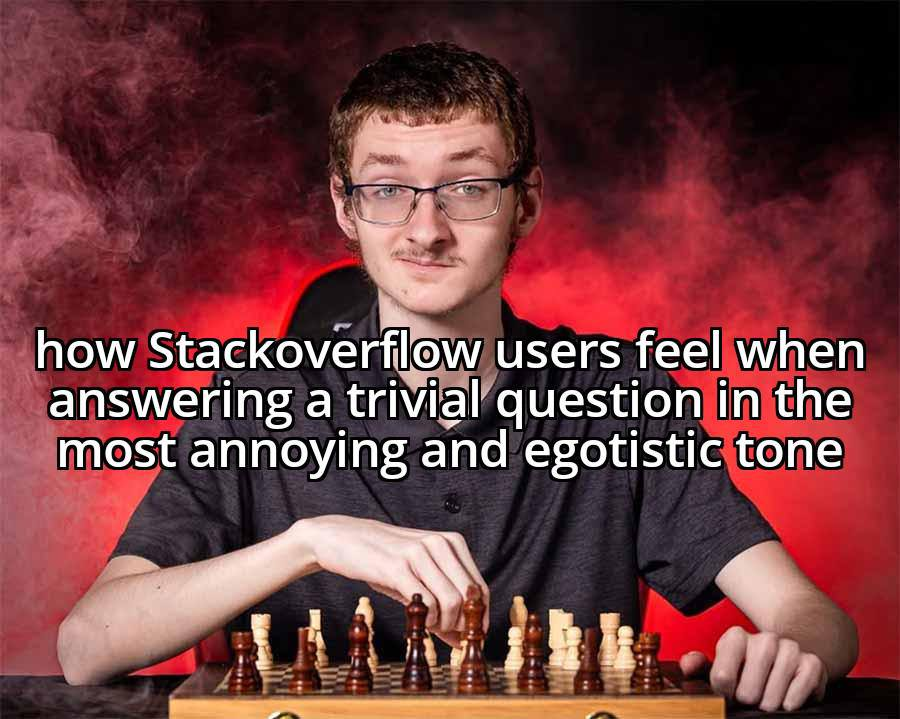 how Stackoverflow users feel when
answering a trivial question in the
most annoying and egotistic tone